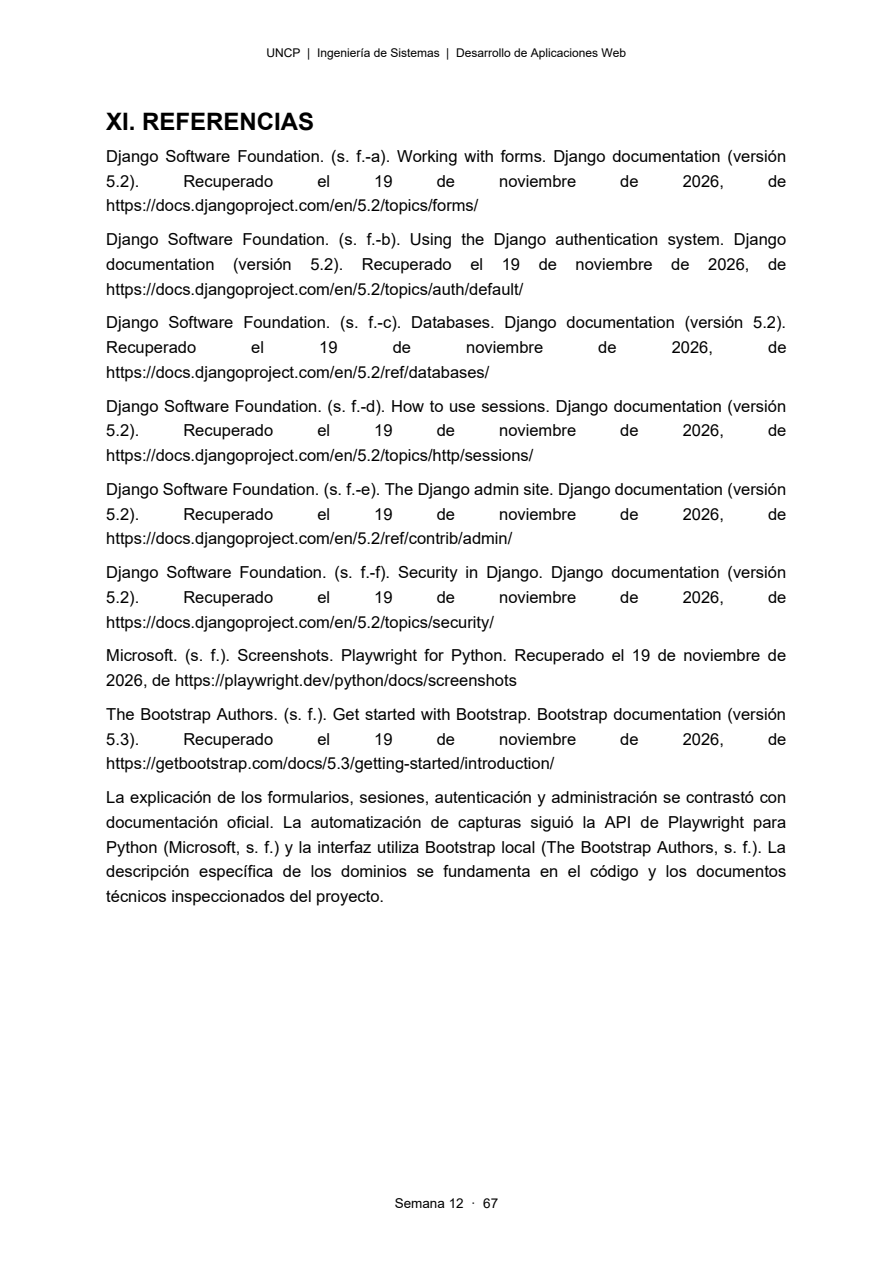 UNCP | Ingeniería de Sistemas | Desarrollo de Aplicaciones Web
XI. REFERENCIAS
Django Software Foundation. (s. f.-a). Working with forms. Django documentation (versión
5.2). Recuperado el 19 de noviembre de 2026, de
https://docs.djangoproject.com/en/5.2/topics/forms/
Django Software Foundation. (s. f.-b). Using the Django authentication system. Django
documentation (versión 5.2). Recuperado el 19 de noviembre de 2026, de
https://docs.djangoproject.com/en/5.2/topics/auth/default/
Django Software Foundation. (s. f.-c). Databases. Django documentation (versión 5.2).
Recuperado el 19 de noviembre de 2026, de
https://docs.djangoproject.com/en/5.2/ref/databases/
Django Software Foundation. (s. f.-d). How to use sessions. Django documentation (versión
5.2). Recuperado el 19 de noviembre de 2026, de
https://docs.djangoproject.com/en/5.2/topics/http/sessions/
Django Software Foundation. (s. f.-e). The Django admin site. Django documentation (versión
5.2). Recuperado el 19 de noviembre de 2026, de
https://docs.djangoproject.com/en/5.2/ref/contrib/admin/
Django Software Foundation. (s. f.-f). Security in Django. Django documentation (versión
5.2). Recuperado el 19 de noviembre de 2026, de
https://docs.djangoproject.com/en/5.2/topics/security/
Microsoft. (s. f.). Screenshots. Playwright for Python. Recuperado el 19 de noviembre de
2026, de https://playwright.dev/python/docs/screenshots
The Bootstrap Authors. (s. f.). Get started with Bootstrap. Bootstrap documentation (versión
5.3). Recuperado el 19 de noviembre de 2026, de
https://getbootstrap.com/docs/5.3/getting-started/introduction/
La explicación de los formularios, sesiones, autenticación y administración se contrastó con
documentación oficial. La automatización de capturas siguió la API de Playwright para
Python (Microsoft, s. f.) y la interfaz utiliza Bootstrap local (The Bootstrap Authors, s. f.). La
descripción específica de los dominios se fundamenta en el código y los documentos
técnicos inspeccionados del proyecto.
Semana 12 · 67